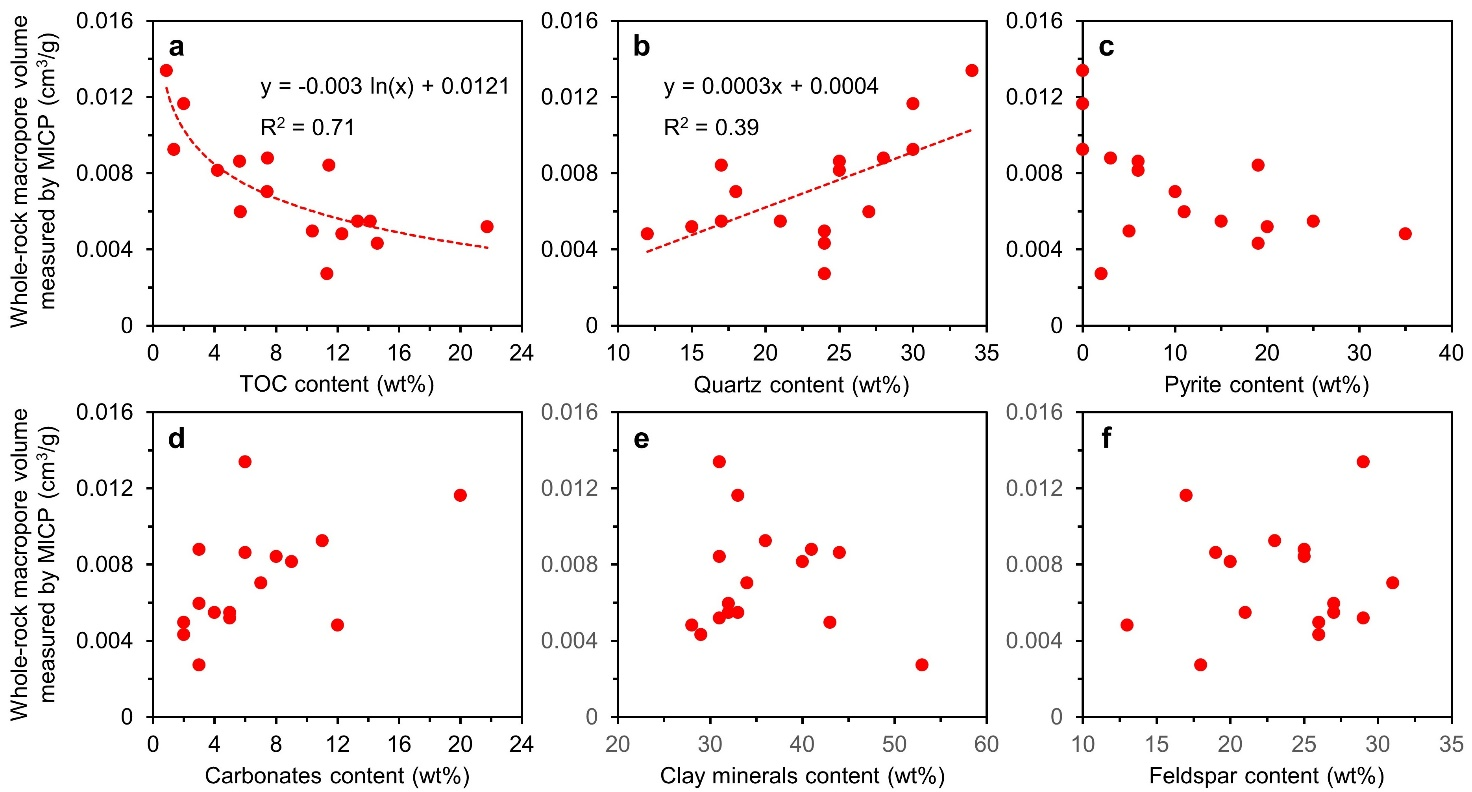 Whole-rock macropore volume
measured by MICP (cm³/g)
0.016
0.012
0.008
0.004
0
a
y = -0.003 ln(x) + 0.0121
R² = 0.71
0 4 8 12 16 20 24
TOC content (wt%)
0.016
0.012
0.008
0.004
0
b
y = 0.0003x + 0.0004
R² = 0.39
10 15 20 25 30 35
Quartz content (wt%)
0.016
0.012
0.008
0.004
0
c
0 10 20 30 40
Pyrite content (wt%)
Whole-rock macropore volume
measured by MICP (cm³/g)
0.016
0.012
0.008
0.004
0
d
0 4 8 12 16 20 24
Carbonates content (wt%)
0.016
0.012
0.008
0.004
0
e
20 30 40 50 60
Clay minerals content (wt%)
0.016
0.012
0.008
0.004
0
f
10 15 20 25 30 35
Feldspar content (wt%)